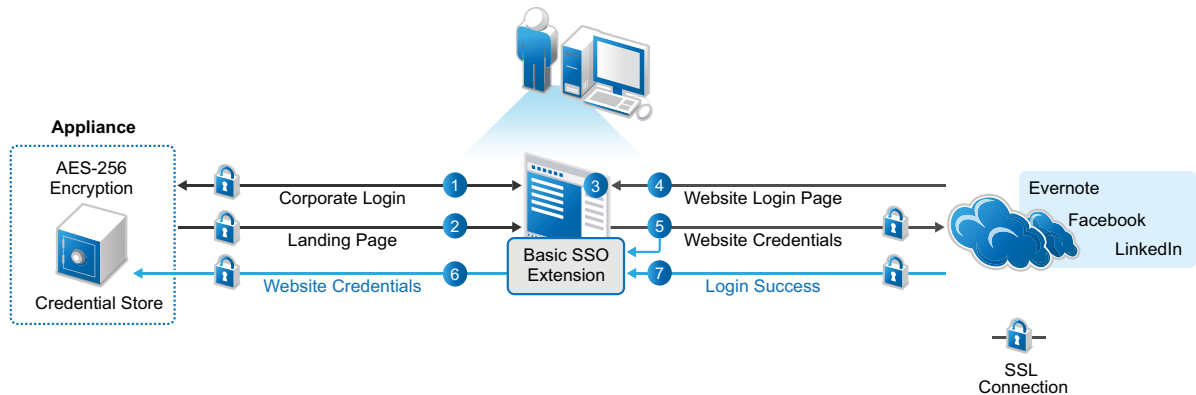 Appliance
AES-256
Encryption
Credential Store
1
Corporate Login
2
Landing Page
3
4
Website Login Page
5
Website Credentials
Basic SSO
Extension
6
Website Credentials
7
Login Success
Evernote
Facebook
LinkedIn
SSL
Connection